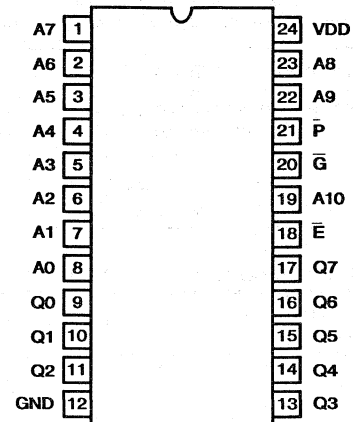 A7 1 24 VDD
A6 2 23 A8
A5 3 22 A9
A4 4 21 P̅
A3 5 20 G̅
A2 6 19 A10
A1 7 18 E̅
A0 8 17 Q7
Q0 9 16 Q6
Q1 10 15 Q5
Q2 11 14 Q4
GND 12 13 Q3